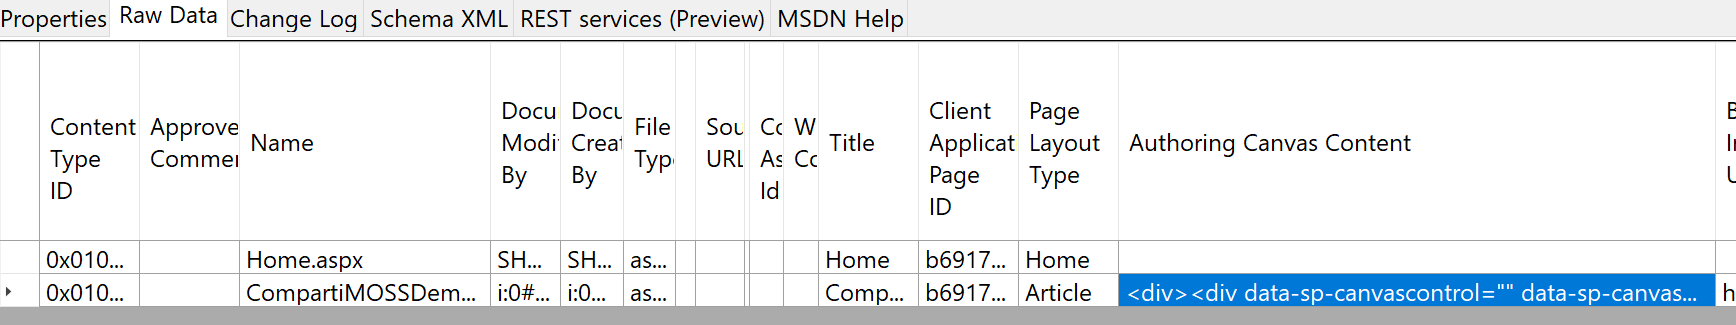 Properties Raw Data Change Log Schema XML REST services (Preview) MSDN Help
Content Type ID
Approve Commer
Name
Docu Modi By
Docu Creat By
File Typ
Sou URL
Co As Id
W Co
Title
Client Applicat Page ID
Page Layout Type
Authoring Canvas Content
B In U
0x010... Home.aspx SH... SH... as... Home b6917... Home
0x010... CompartiMOSSDem... i:0#... i:0... as... Comp... b6917... Article <div><div data-sp-canvascontrol="" data-sp-canvas... h